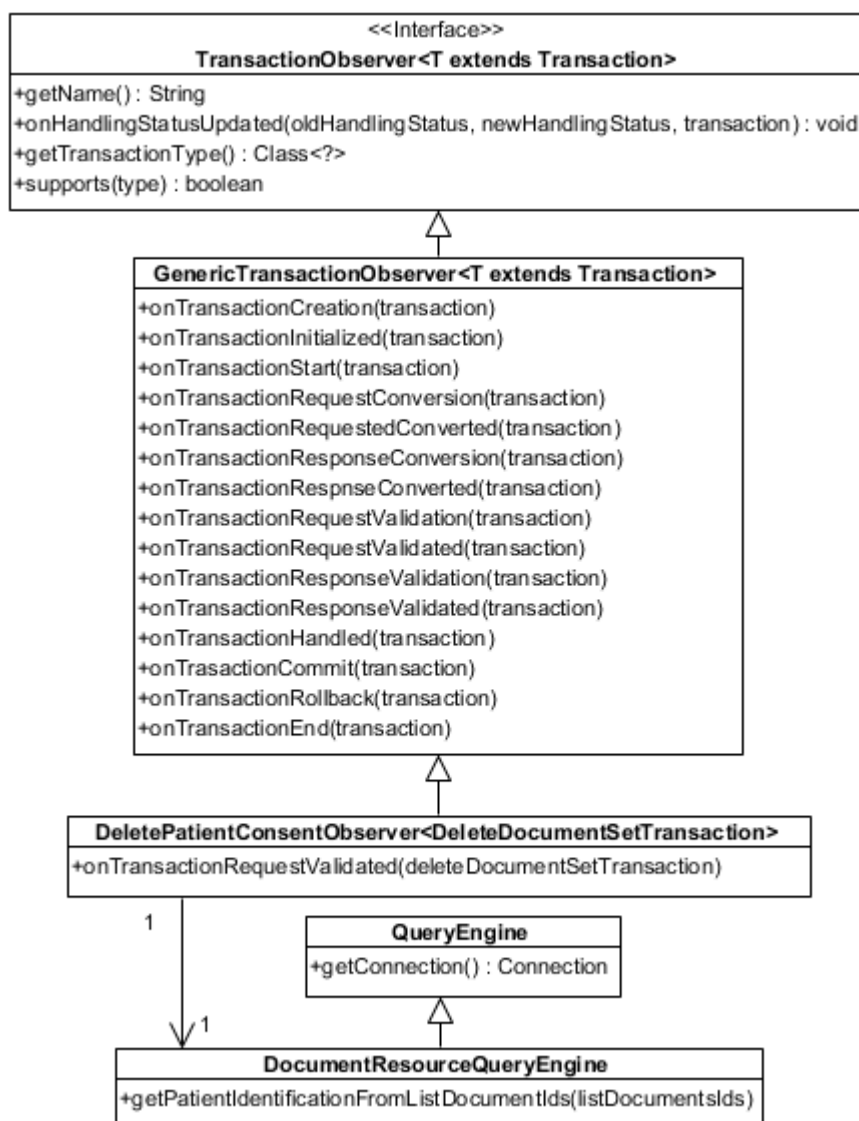 <<Interface>>
TransactionObserver<T extends Transaction>
+getName() : String
+onHandlingStatusUpdated(oldHandlingStatus, newHandlingStatus, transaction) : void
+getTransactionType() : Class<?>
+supports(type) : boolean
GenericTransactionObserver<T extends Transaction>
+onTransactionCreation(transaction)
+onTransactionInitialized(transaction)
+onTransactionStart(transaction)
+onTransactionRequestConversion(transaction)
+onTransactionRequestedConverted(transaction)
+onTransactionResponseConversion(transaction)
+onTransactionRespnseConverted(transaction)
+onTransactionRequestValidation(transaction)
+onTransactionRequestValidated(transaction)
+onTransactionResponseValidation(transaction)
+onTransactionResponseValidated(transaction)
+onTransactionHandled(transaction)
+onTrasactionCommit(transaction)
+onTransactionRollback(transaction)
+onTransactionEnd(transaction)
DeletePatientConsentObserver<DeleteDocumentSetTransaction>
+onTransactionRequestValidated(deleteDocumentSetTransaction)
1
QueryEngine
+getConnection() : Connection
1
DocumentResourceQueryEngine
+getPatientIdentificationFromListDocumentIds(listDocumentsIds)